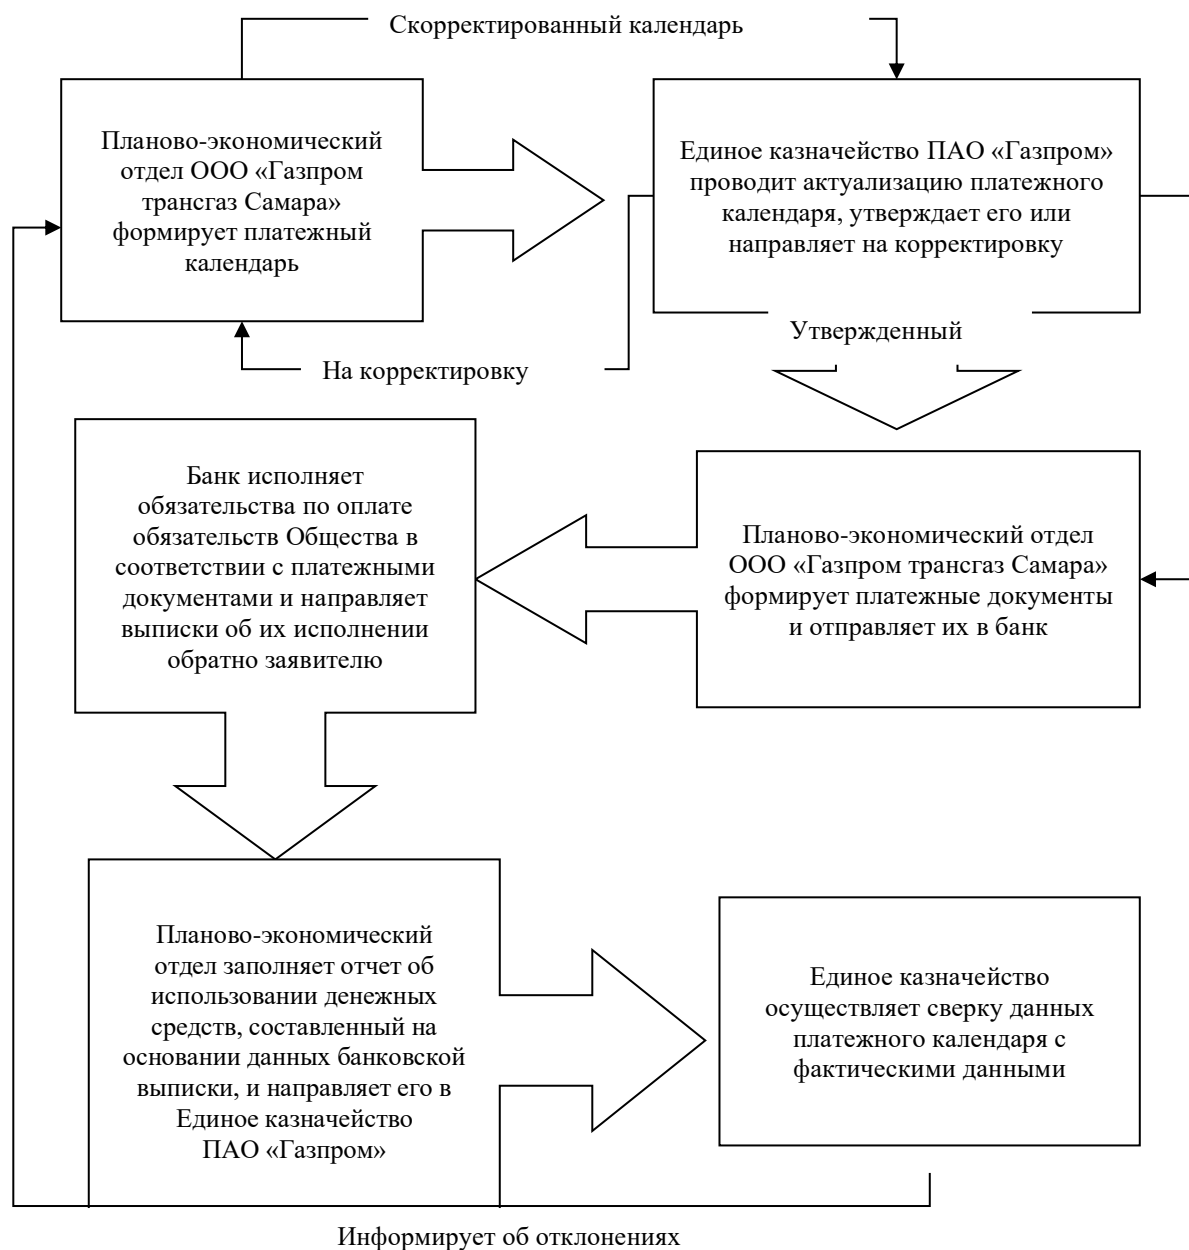 Скорректированный календарь
Планово-экономический
отдел ООО «Газпром
трансгаз Самара»
формирует платежный
календарь
Единое казначейство ПАО «Газпром»
проводит актуализацию платежного
календаря, утверждает его или
направляет на корректировку
Утвержденный
На корректировку
Банк исполняет
обязательства по оплате
обязательств Общества в
соответствии с платежными
документами и направляет
выписки об их исполнении
обратно заявителю
Планово-экономический отдел
ООО «Газпром трансгаз Самара»
формирует платежные документы
и отправляет их в банк
Планово-экономический
отдел заполняет отчет об
использовании денежных
средств, составленный на
основании данных банковской
выписки, и направляет его в
Единое казначейство
ПАО «Газпром»
Единое казначейство
осуществляет сверку данных
платежного календаря с
фактическими данными
Информирует об отклонениях